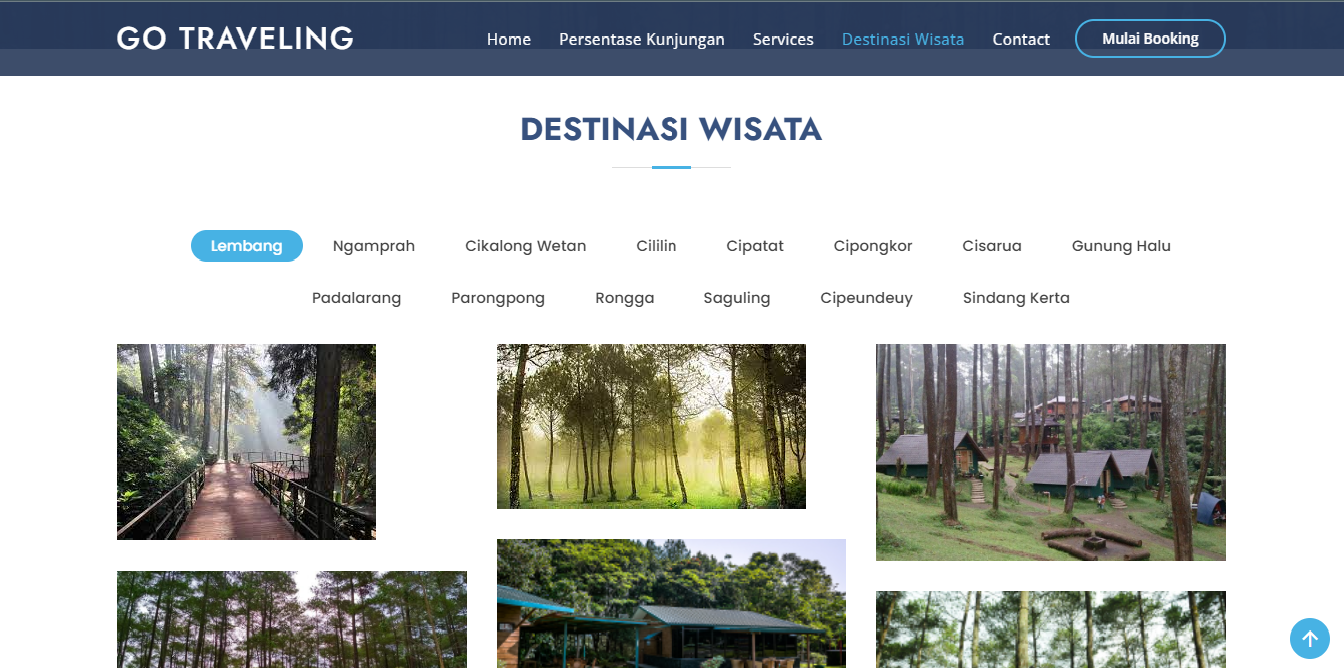 GO TRAVELING
Home Persentase Kunjungan Services Destinasi Wisata Contact Mulai Booking
DESTINASI WISATA
Lembang Ngamprah Cikalong Wetan Cililin Cipatat Cipongkor Cisarua Gunung Halu
Padalarang Parongpong Rongga Saguling Cipeundeuy Sindang Kerta